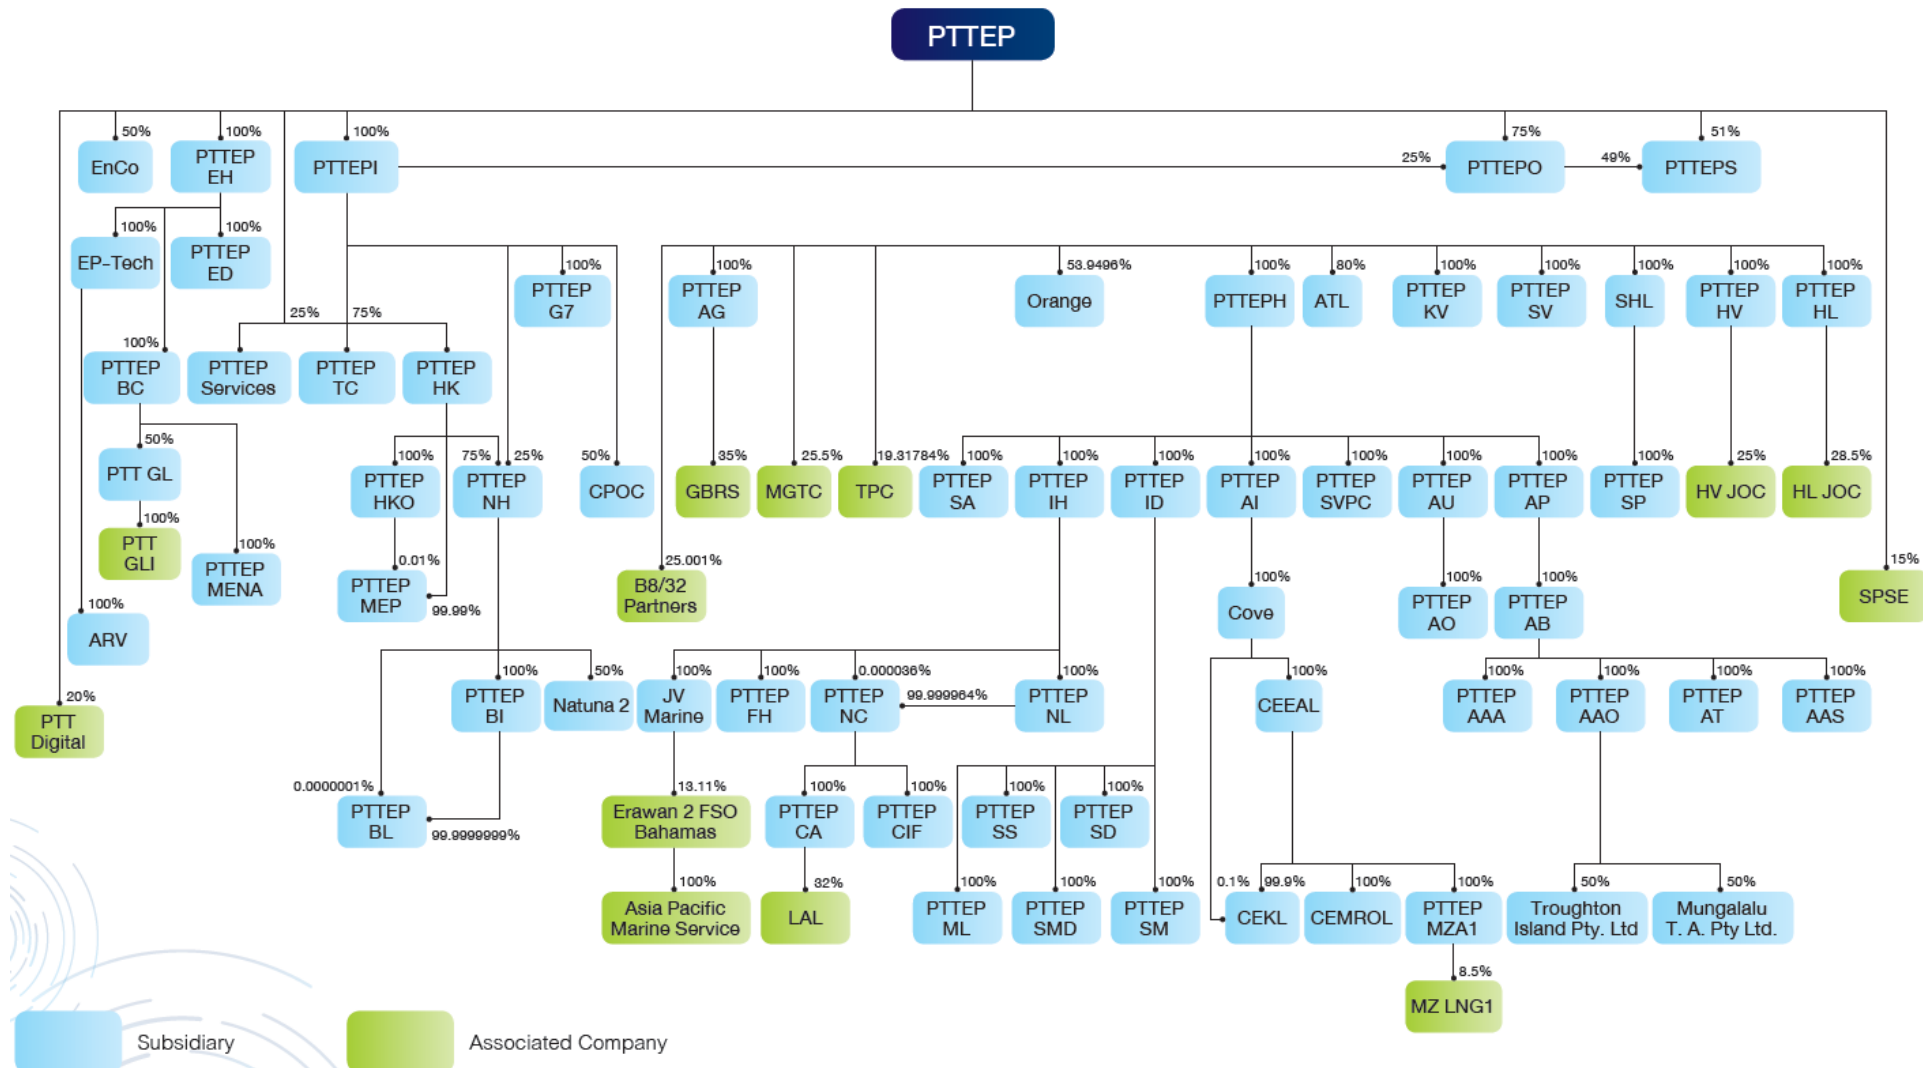 PTTEP
50%
100%
100%
75%
51%
EnCo
PTTEP
EH
PTTEPI
25%
PTTEPO
49%
PTTEPS
100%
100%
EP-Tech
PTTEP
ED
100%
100%
53.9496%
100%
80%
100%
100%
100%
100%
100%
PTTEP
G7
PTTEP
AG
Orange
PTTEPH
ATL
PTTEP
KV
PTTEP
SV
SHL
PTTEP
HV
PTTEP
HL
25%
75%
100%
PTTEP
BC
PTTEP
Services
PTTEP
TC
PTTEP
HK
50%
100%
75%
25%
50%
35%
25.5%
19.31784%
100%
100%
100%
100%
100%
100%
100%
100%
25%
28.5%
PTT GL
PTTEP
HKO
PTTEP
NH
CPOC
GBRS
MGTC
TPC
PTTEP
SA
PTTEP
IH
PTTEP
ID
PTTEP
AI
PTTEP
SVPC
PTTEP
AU
PTTEP
AP
PTTEP
SP
HV JOC
HL JOC
100%
PTT
GLI
100%
PTTEP
MENA
0.01%
PTTEP
MEP
99.99%
25.001%
B8/32
Partners
100%
Cove
100%
PTTEP
AO
100%
PTTEP
AB
15%
SPSE
100%
ARV
20%
PTT
Digital
100%
50%
100%
100%
0.000036%
99.999964%
100%
100%
100%
100%
100%
100%
PTTEP
BI
Natuna 2
JV
Marine
PTTEP
FH
PTTEP
NC
PTTEP
NL
CEEAL
PTTEP
AAA
PTTEP
AAO
PTTEP
AT
PTTEP
AAS
0.0000001%
PTTEP
BL
99.9999999%
13.11%
Erawan 2 FSO
Bahamas
100%
PTTEP
CA
100%
PTTEP
CIF
100%
PTTEP
SS
100%
PTTEP
SD
100%
Asia Pacific
Marine Service
32%
LAL
100%
PTTEP
ML
100%
PTTEP
SMD
100%
PTTEP
SM
0.1%
99.9%
CEKL
100%
CEMROL
100%
PTTEP
MZA1
50%
Troughton
Island Pty. Ltd
50%
Mungalalu
T. A. Pty Ltd.
8.5%
MZ LNG1
Subsidiary
Associated Company